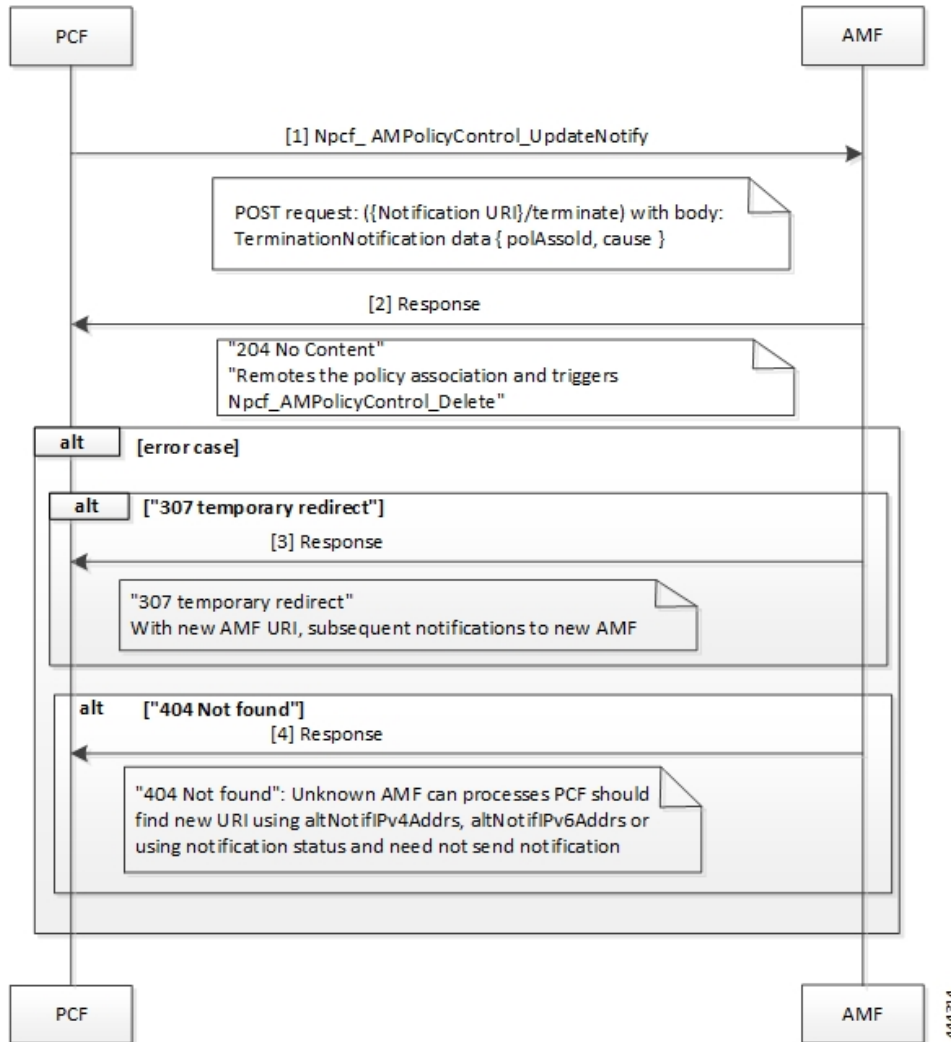 PCF
AMF
[1] Npcf_ AMPolicyControl_UpdateNotify
POST request: ({Notification URI}/terminate) with body:
TerminationNotification data { polAssoId, cause }
[2] Response
"204 No Content"
"Remotes the policy association and triggers
Npcf_AMPolicyControl_Delete"
alt
[error case]
alt
["307 temporary redirect"]
[3] Response
"307 temporary redirect"
With new AMF URI, subsequent notifications to new AMF
alt
["404 Not found"]
[4] Response
"404 Not found": Unknown AMF can processes PCF should
find new URI using altNotifIPv4Addrs, altNotifIPv6Addrs or
using notification status and need not send notification
PCF
AMF